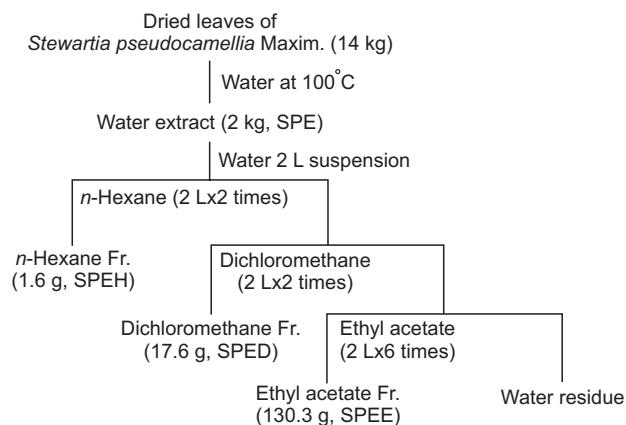 Dried leaves of
Stewartia pseudocamellia Maxim. (14 kg)
Water at 100°C
Water extract (2 kg, SPE)
Water 2 L suspension
n-Hexane (2 Lx2 times)
n-Hexane Fr.
(1.6 g, SPEH)
Dichloromethane
(2 Lx2 times)
Dichloromethane Fr.
(17.6 g, SPED)
Ethyl acetate
(2 Lx6 times)
Ethyl acetate Fr.
(130.3 g, SPEE)
Water residue